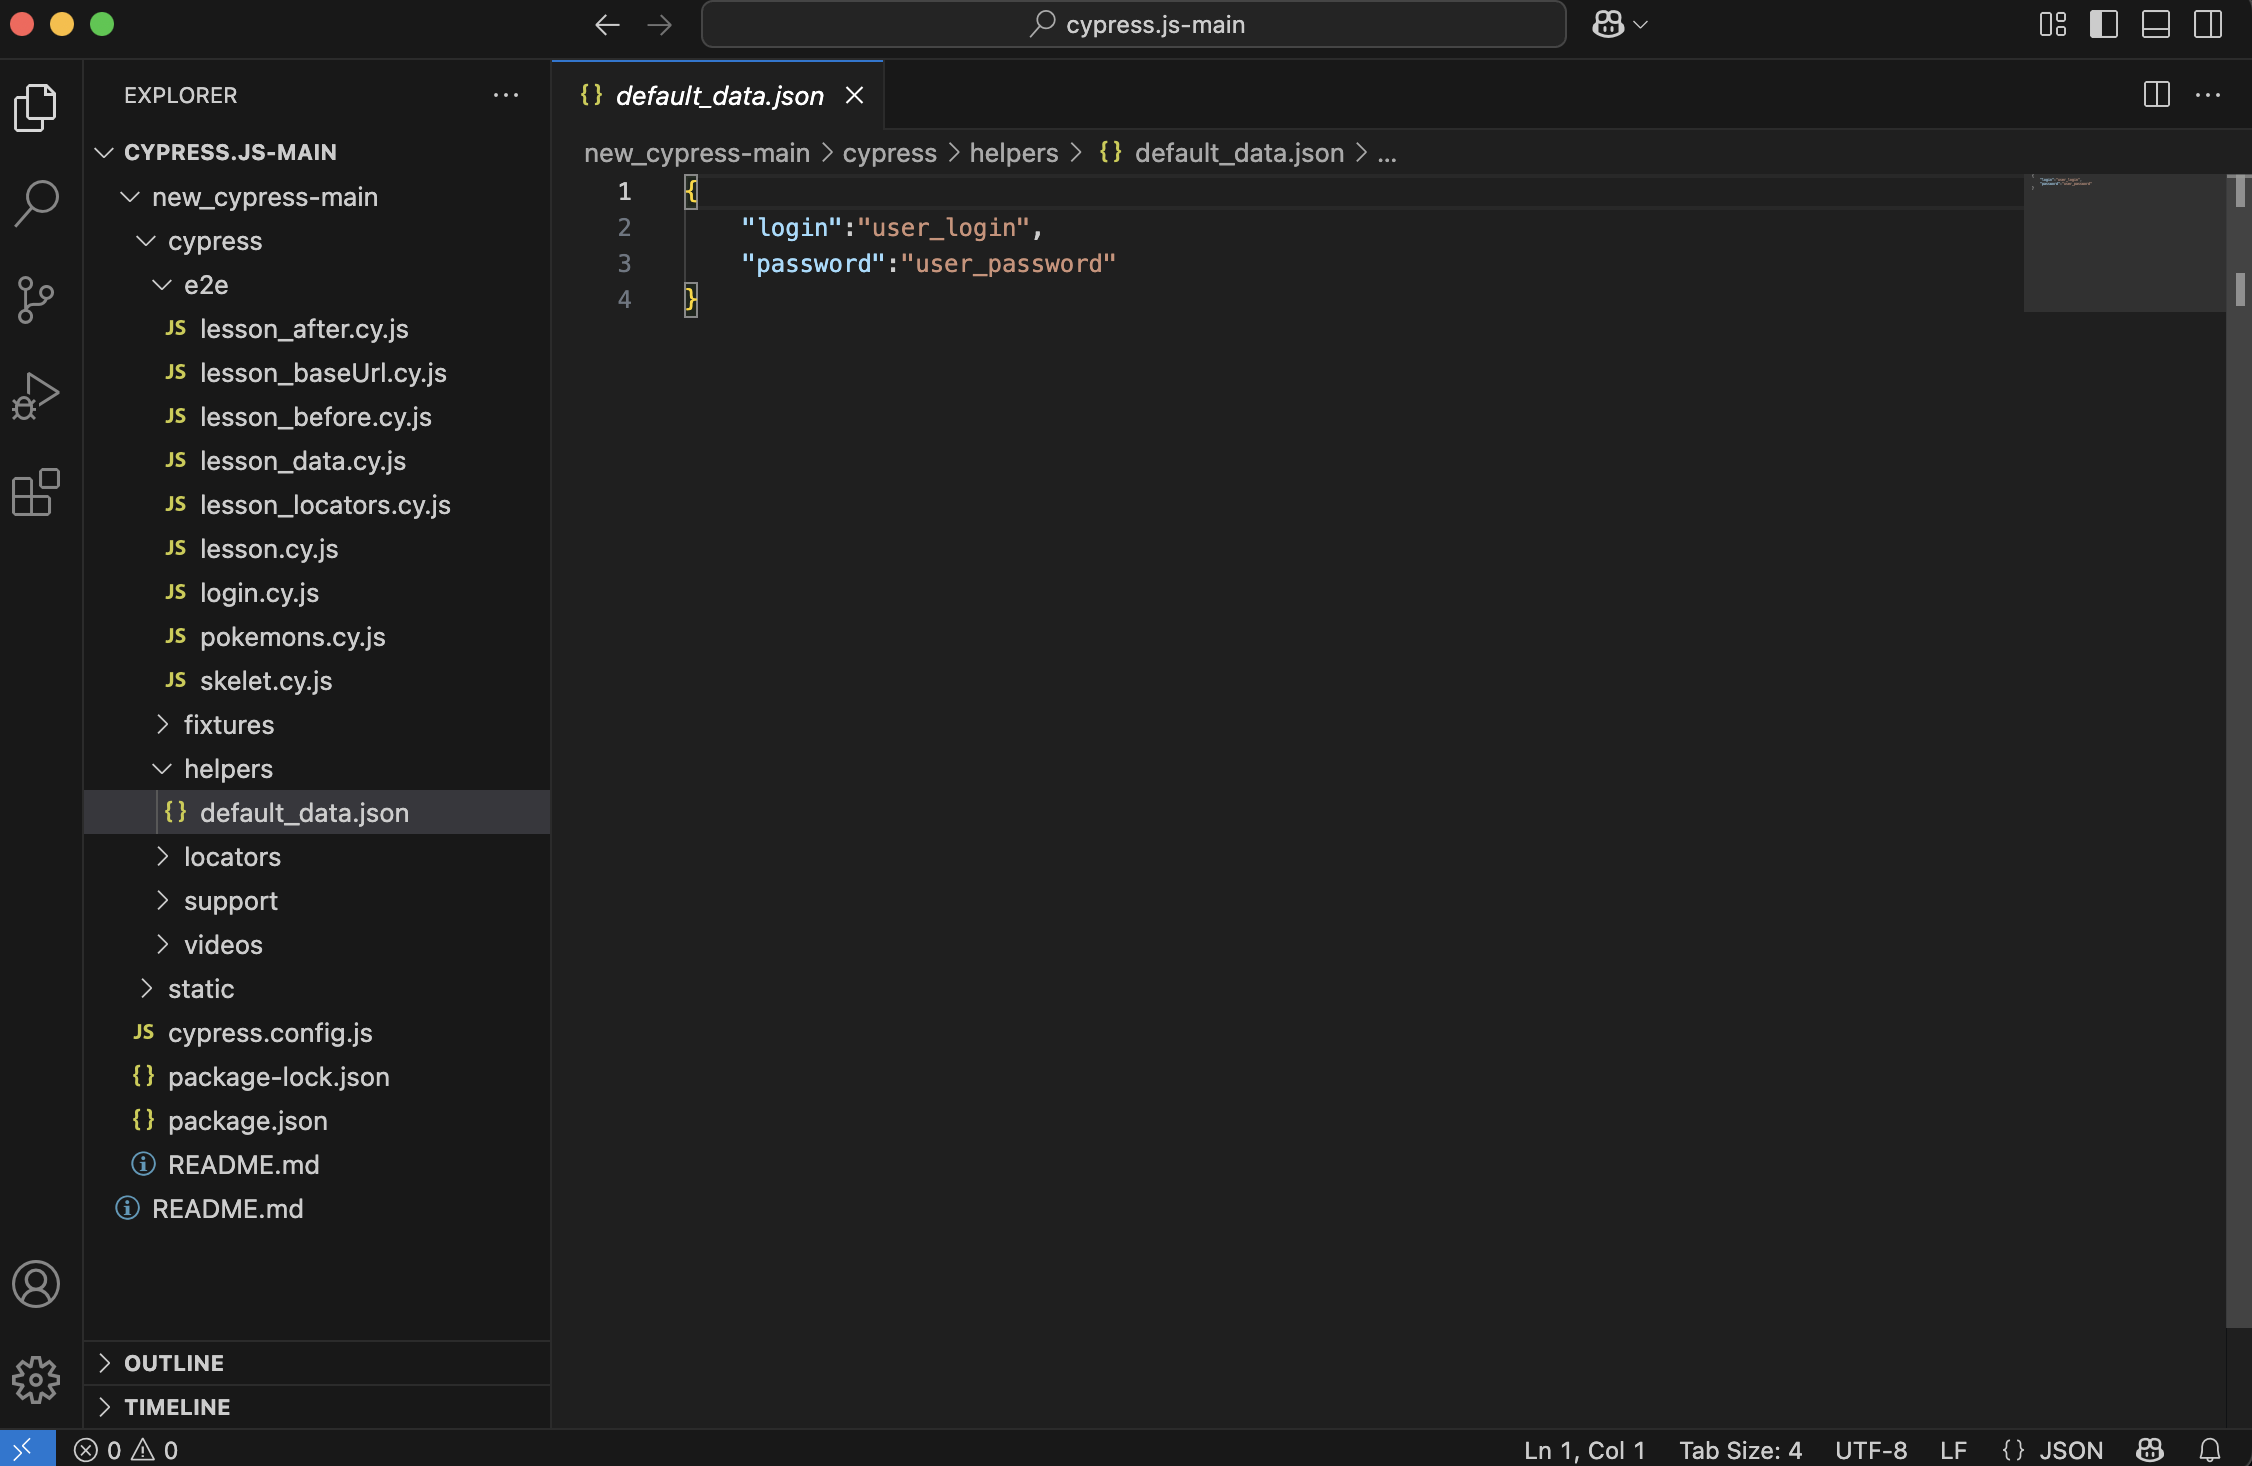 cypress.js-main
EXPLORER
CYPRESS.JS-MAIN
new_cypress-main
cypress
e2e
JS lesson_after.cy.js
JS lesson_baseUrl.cy.js
JS lesson_before.cy.js
JS lesson_data.cy.js
JS lesson_locators.cy.js
JS lesson.cy.js
JS login.cy.js
JS pokemons.cy.js
JS skelet.cy.js
fixtures
helpers
{} default_data.json
locators
support
videos
static
JS cypress.config.js
{} package-lock.json
{} package.json
README.md
README.md
OUTLINE
TIMELINE
{} default_data.json
new_cypress-main > cypress > helpers > {} default_data.json > ...
1 {
2 "login":"user_login",
3 "password":"user_password"
4 }
0 0
Ln 1, Col 1 Tab Size: 4 UTF-8 LF {} JSON